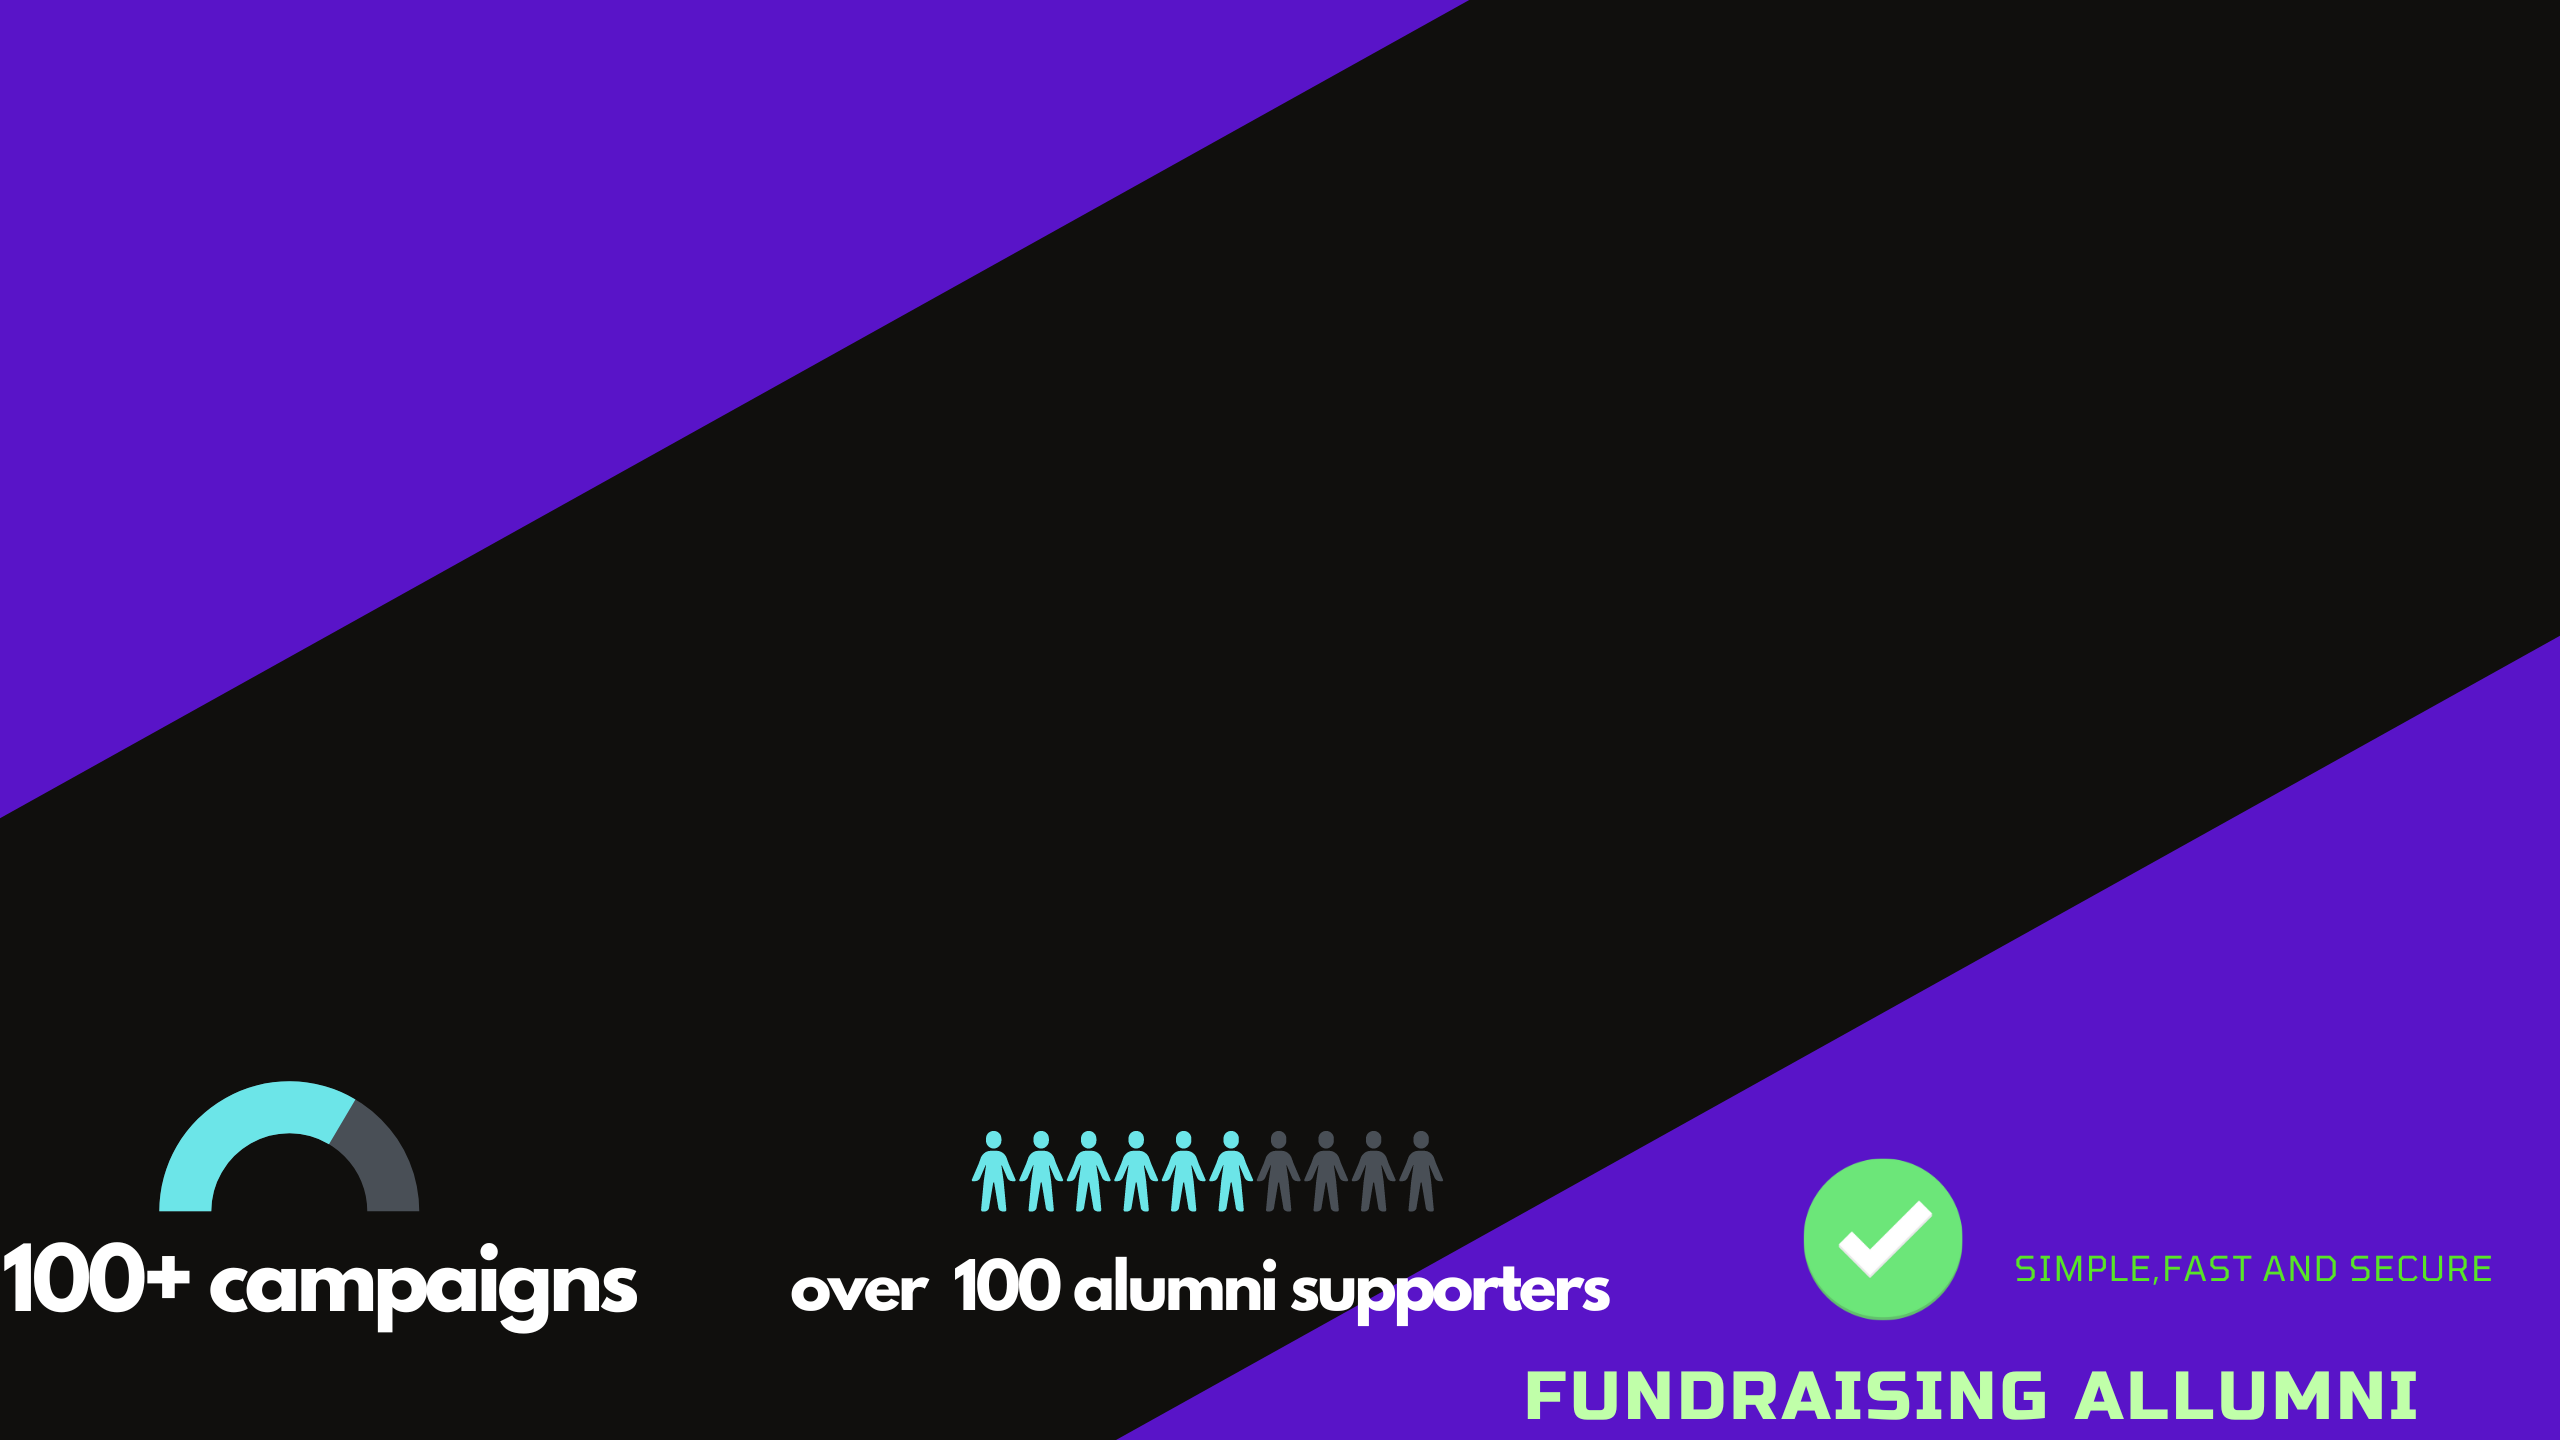 100+ campaigns
over 100 alumni supporters
SIMPLE,FAST AND SECURE
FUNDRAISING ALLUMNI